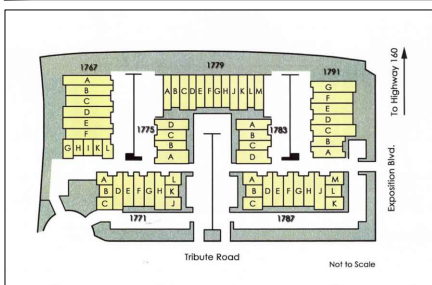 1767
1779
1791
To Highway 160
A
B
C
D
E
F
G H I K L
A B C D E F G H J K L M
G
F
E
D
C
B
A
1775
D
C
B
A
A
B
C
D
1783
Exposition Blvd.
A
B
C
D E F G H
L
K
J
A
B
C
D E F G H J
M
L
K
1771
1787
Tribute Road
Not to Scale